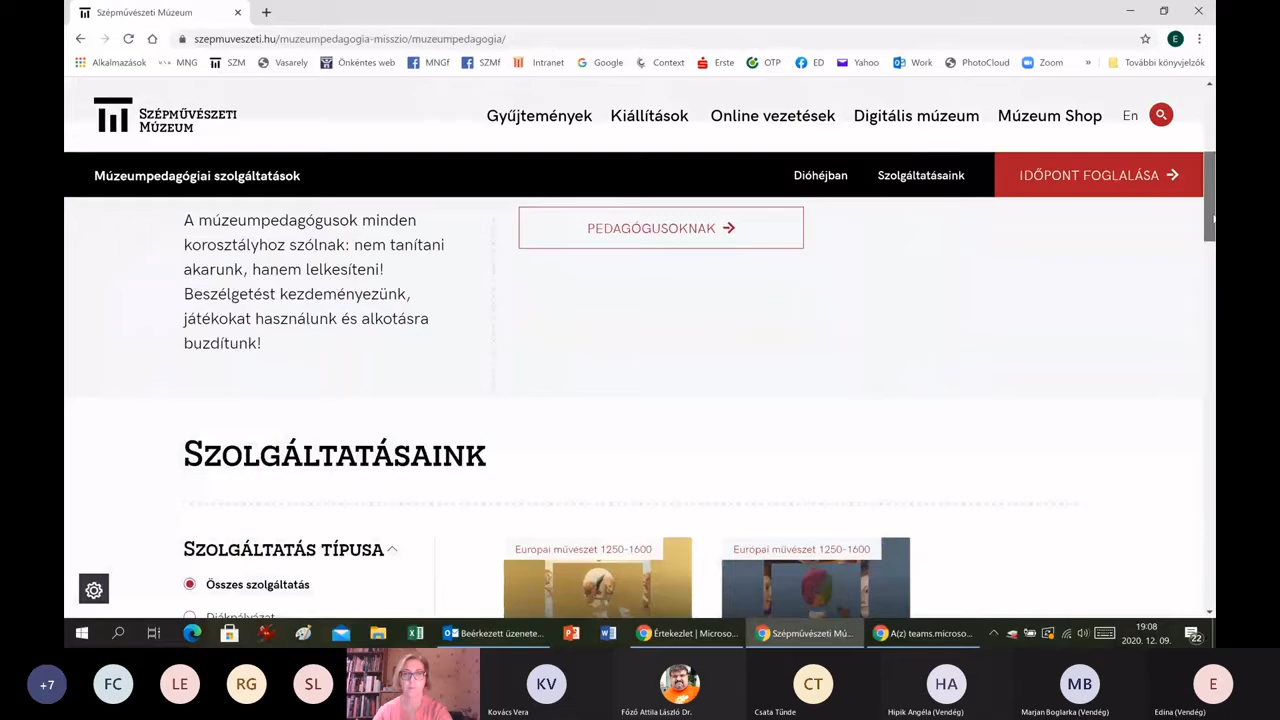 Szépművészeti Múzeum
szepmuveszeti.hu/muzeumpedagogia-misszio/muzeumpedagogia/
E
Alkalmazások MNG SZM Vasarely Önkéntes web MNGf SZMf Intranet Google Context Erste OTP ED Yahoo Work PhotoCloud Zoom » További könyvjelzők
Szépművészeti
Múzeum
Gyűjtemények Kiállítások Online vezetések Digitális múzeum Múzeum Shop En
Múzeumpedagógiai szolgáltatások Dióhéjban Szolgáltatásaink IDŐPONT FOGLALÁSA
A múzeumpedagógusok minden
korosztályhoz szólnak: nem tanítani
akarunk, hanem lelkesíteni!
Beszélgetést kezdeményezünk,
játékokat használunk és alkotásra
buzdítunk!
PEDAGÓGUSOKNAK
Szolgáltatásaink
Szolgáltatás típusa
Összes szolgáltatás
Diákpályázat
Európai művészet 1250-1600
Európai művészet 1250-1600
Beérkezett üzenete...
Értekezlet | Microso...
Szépművészeti Mú...
A(z) teams.microso...
19:08
2020. 12. 09.
22
+7 FC LE RG SL KV CT HA MB E
Kovács Vera Főző Attila László Dr. Csata Tünde Hipik Angéla (Vendég) Marjan Boglarka (Vendég) Edina (Vendég)